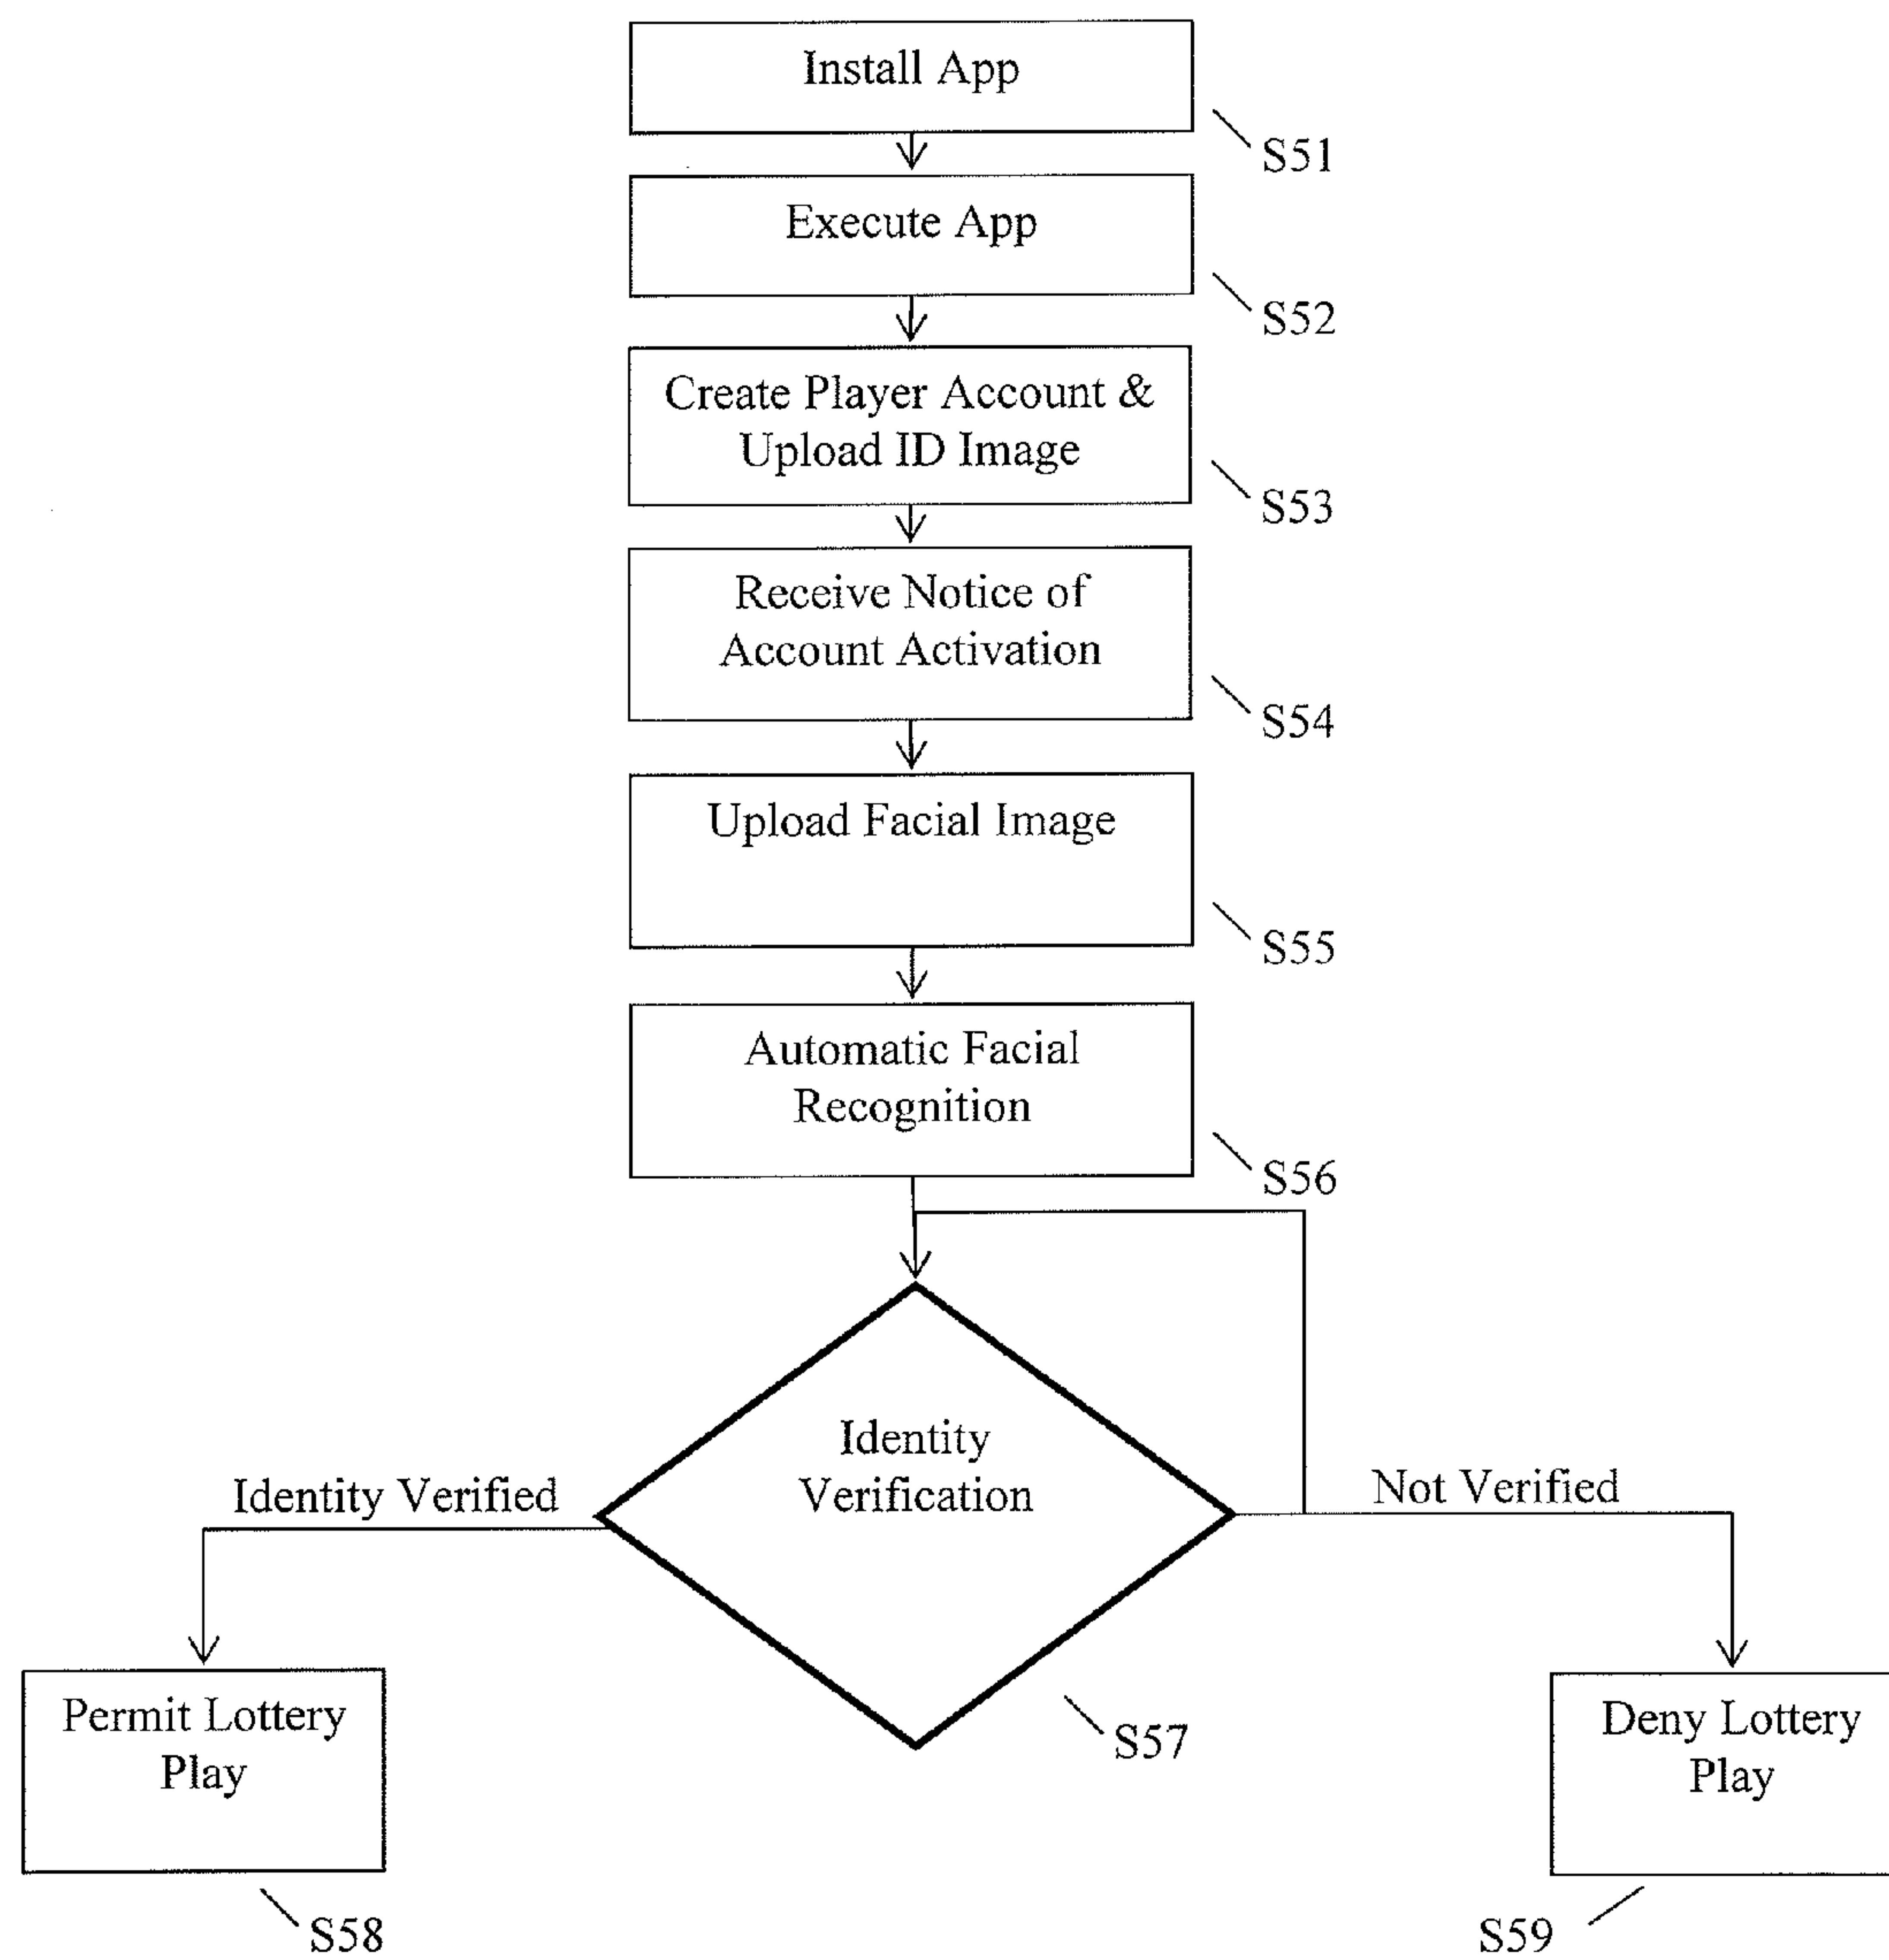 Install App
S51
Execute App
S52
Create Player Account &
Upload ID Image
S53
Receive Notice of
Account Activation
S54
Upload Facial Image
S55
Automatic Facial
Recognition
S56
Identity
Verification
Identity Verified
Not Verified
S57
Permit Lottery
Play
S58
Deny Lottery
Play
S59